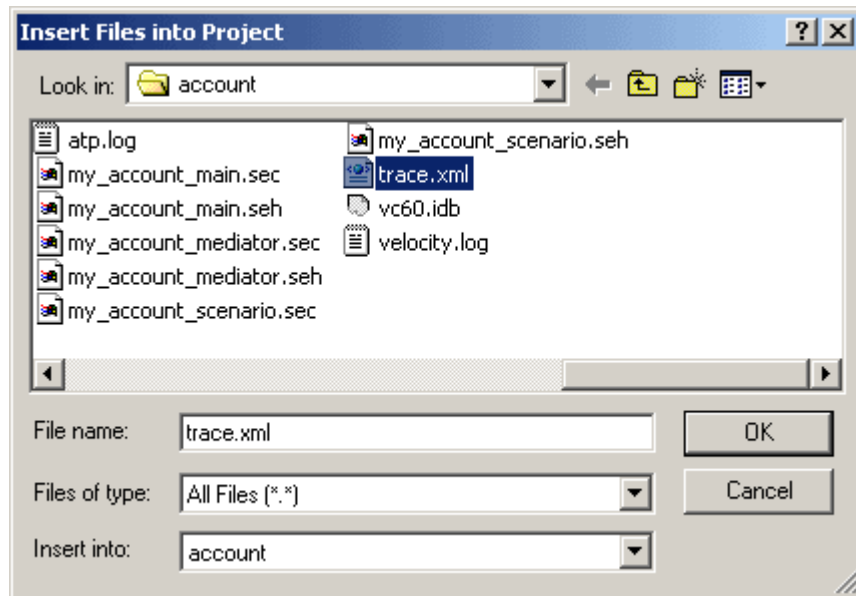 Insert Files into Project
Look in: account
atp.log
my_account_main.sec
my_account_main.seh
my_account_mediator.sec
my_account_mediator.seh
my_account_scenario.sec
my_account_scenario.seh
trace.xml
vc60.idb
velocity.log
File name: trace.xml OK
Files of type: All Files (*.*) Cancel
Insert into: account